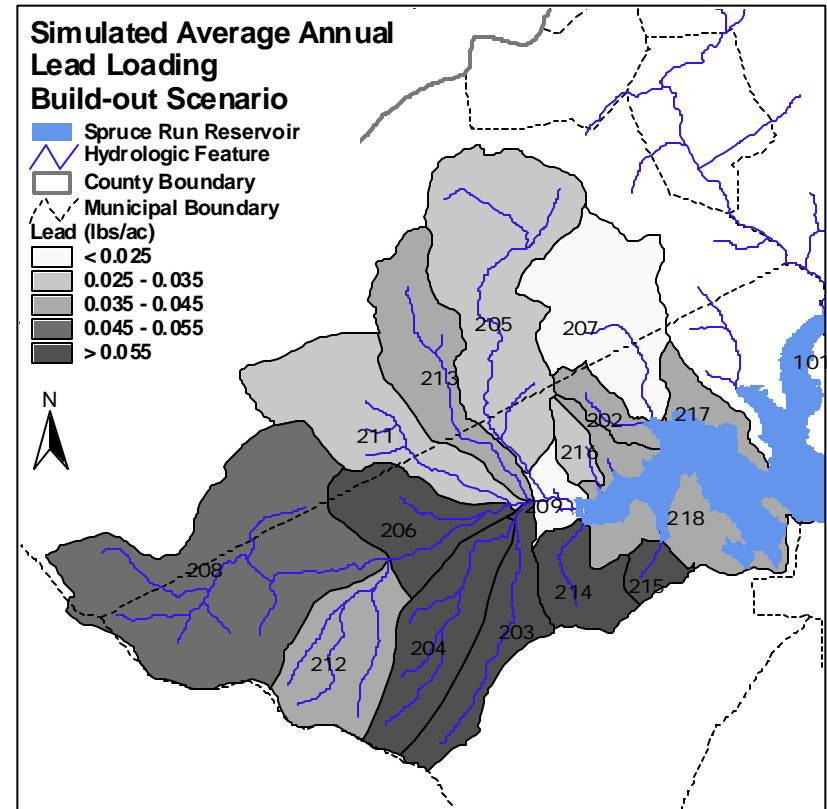 Simulated Average Annual
Lead Loading
Build-out Scenario
Spruce Run Reservoir
Hydrologic Feature
County Boundary
Municipal Boundary
Lead (lbs/ac)
< 0.025
0.025 - 0.035
0.035 - 0.045
0.045 - 0.055
> 0.055
N
205
207
101
213
217
202
211
216
209
218
206
208
214
215
203
204
212